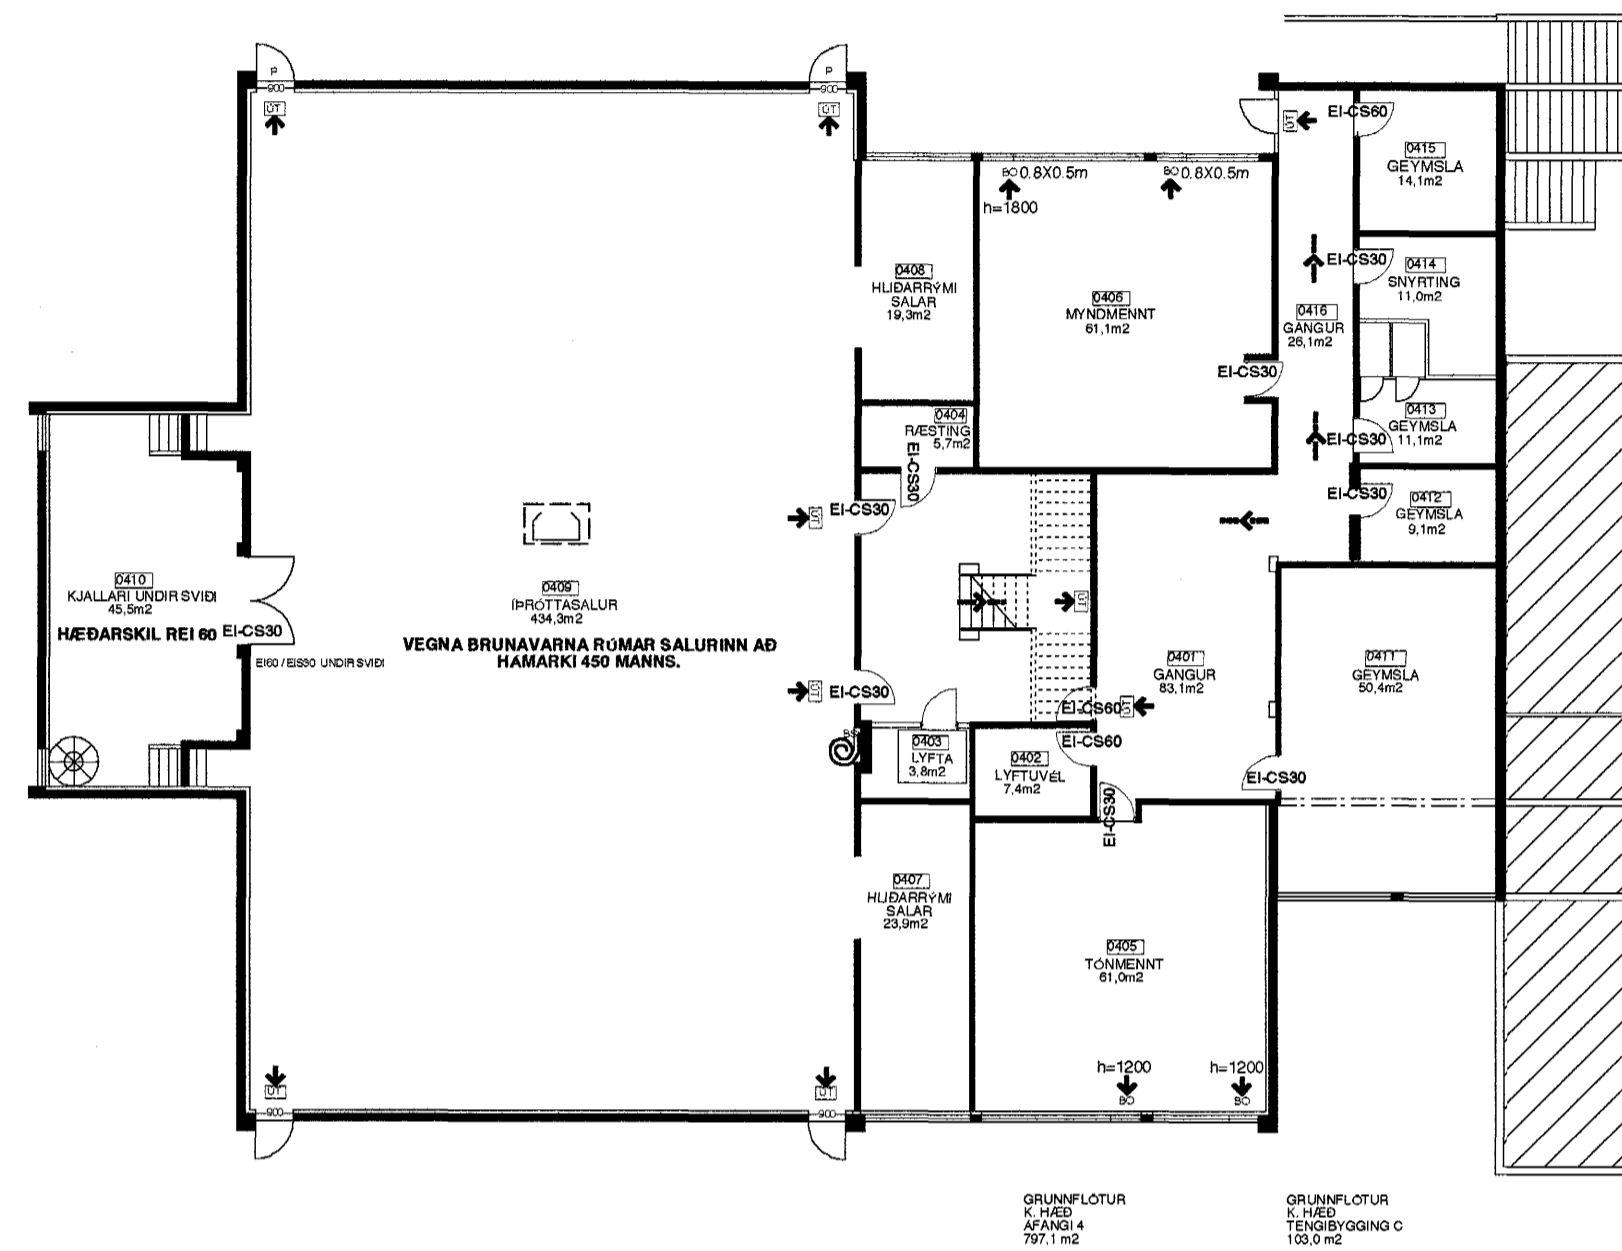 P
900
ÚT
P
900
ÚT
ÚT
EI-CS60
0415
GEYMSLA
14,1m2
BO 0.8X0.5m
h=1800
BO 0.8X0.5m
EI-CS30
0414
SNYRTING
11,0m2
0408
HLIÐARRÝMI
SALAR
19,3m2
0406
MYNDMENNT
61,1m2
0416
GANGUR
26,1m2
EI-CS30
0404
RÆSTING
5,7m2
EI-CS30
0413
GEYMSLA
11,1m2
EI-CS30
EI-CS30
ÚT
EI-CS30
0412
GEYMSLA
9,1m2
0410
KJALLARI UNDIR SVIÐI
45,5m2
HÆÐARSKIL REI 60
EI-CS30
EI60 / EIS30 UNDIR SVIÐI
0409
ÍÞRÓTTASALUR
434,3m2
VEGNA BRUNAVARNA RÚMAR SALURINN AÐ
HÁMARKI 450 MANNS.
ÚT
ÚT
EI-CS30
0401
GANGUR
83,1m2
EI-CS60
ÚT
0411
GEYMSLA
50,4m2
BS
0403
LYFTA
3,8m2
0402
LYFTUVÉL
7,4m2
EI-CS60
EI-CS30
EI-CS30
0407
HLIÐARRÝMI
SALAR
23,9m2
0405
TÓNMENNT
61,0m2
h=1200
BO
h=1200
BO
ÚT
900
ÚT
900
GRUNNFLÖTUR
K. HÆÐ
ÁFANGI 4
797,1 m2
GRUNNFLÖTUR
K. HÆÐ
TENGIBYGGING C
103,0 m2